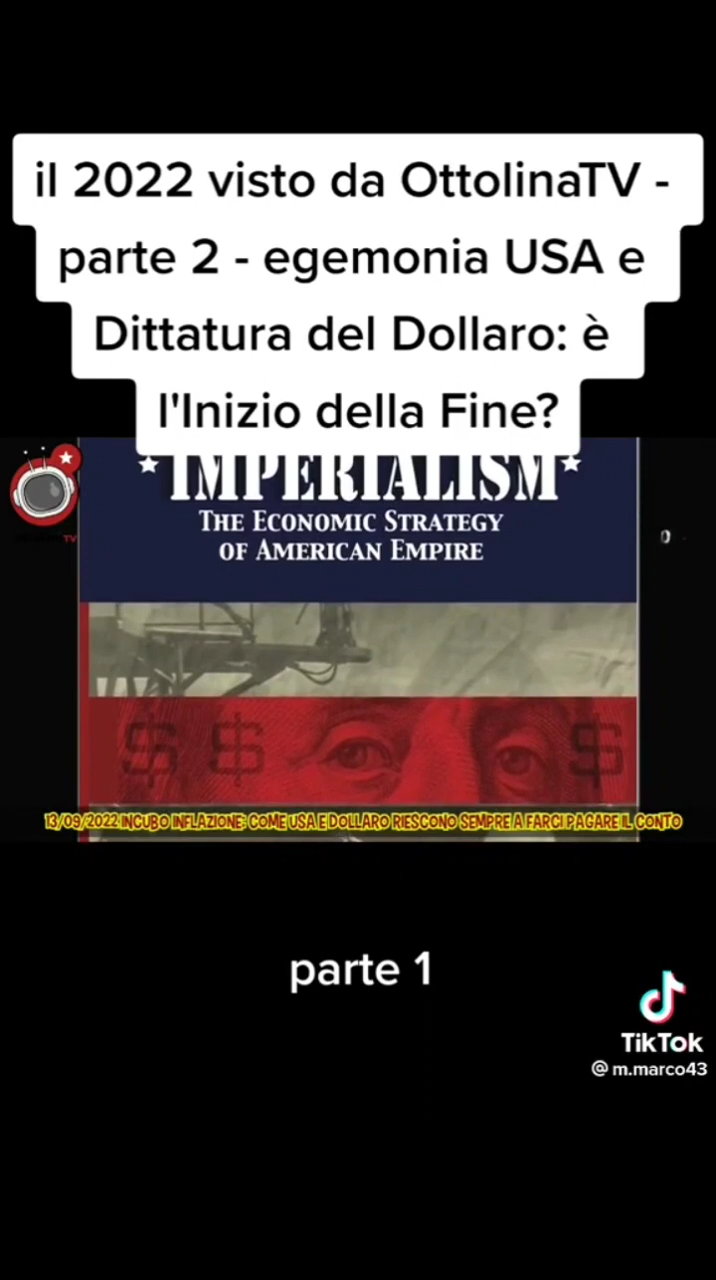 il 2022 visto da OttolinaTV -
parte 2 - egemonia USA e
Dittatura del Dollaro: è
l'Inizio della Fine?
*IMPERIALISM*
THE ECONOMIC STRATEGY
OF AMERICAN EMPIRE
$ $ $
13/09/2022 INCUBO INFLAZIONE: COME USA E DOLLARO RIESCONO SEMPRE A FARCI PAGARE IL CONTO
parte 1
TikTok
@m.marco43